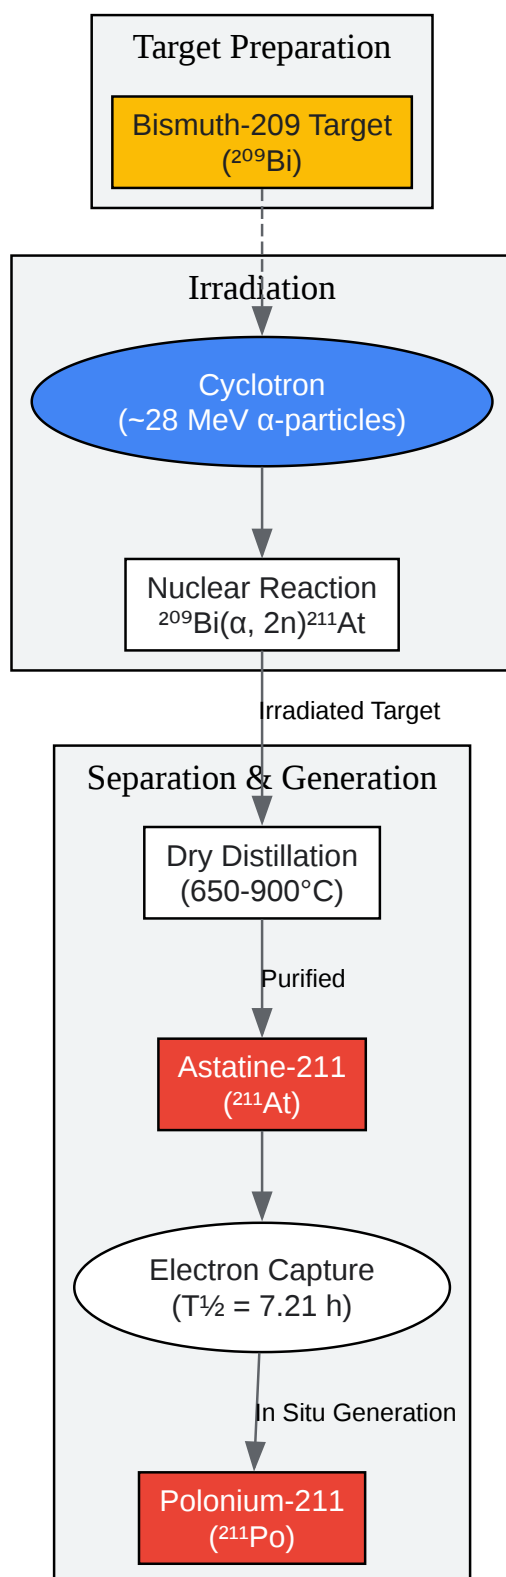 Target Preparation
Bismuth-209 Target
(²⁰⁹Bi)
Irradiation
Cyclotron
(~28 MeV α-particles)
Nuclear Reaction
²⁰⁹Bi(α, 2n)²¹¹At
Irradiated Target
Separation & Generation
Dry Distillation
(650-900°C)
Purified
Astatine-211
(²¹¹At)
Electron Capture
(T½ = 7.21 h)
In Situ Generation
Polonium-211
(²¹¹Po)